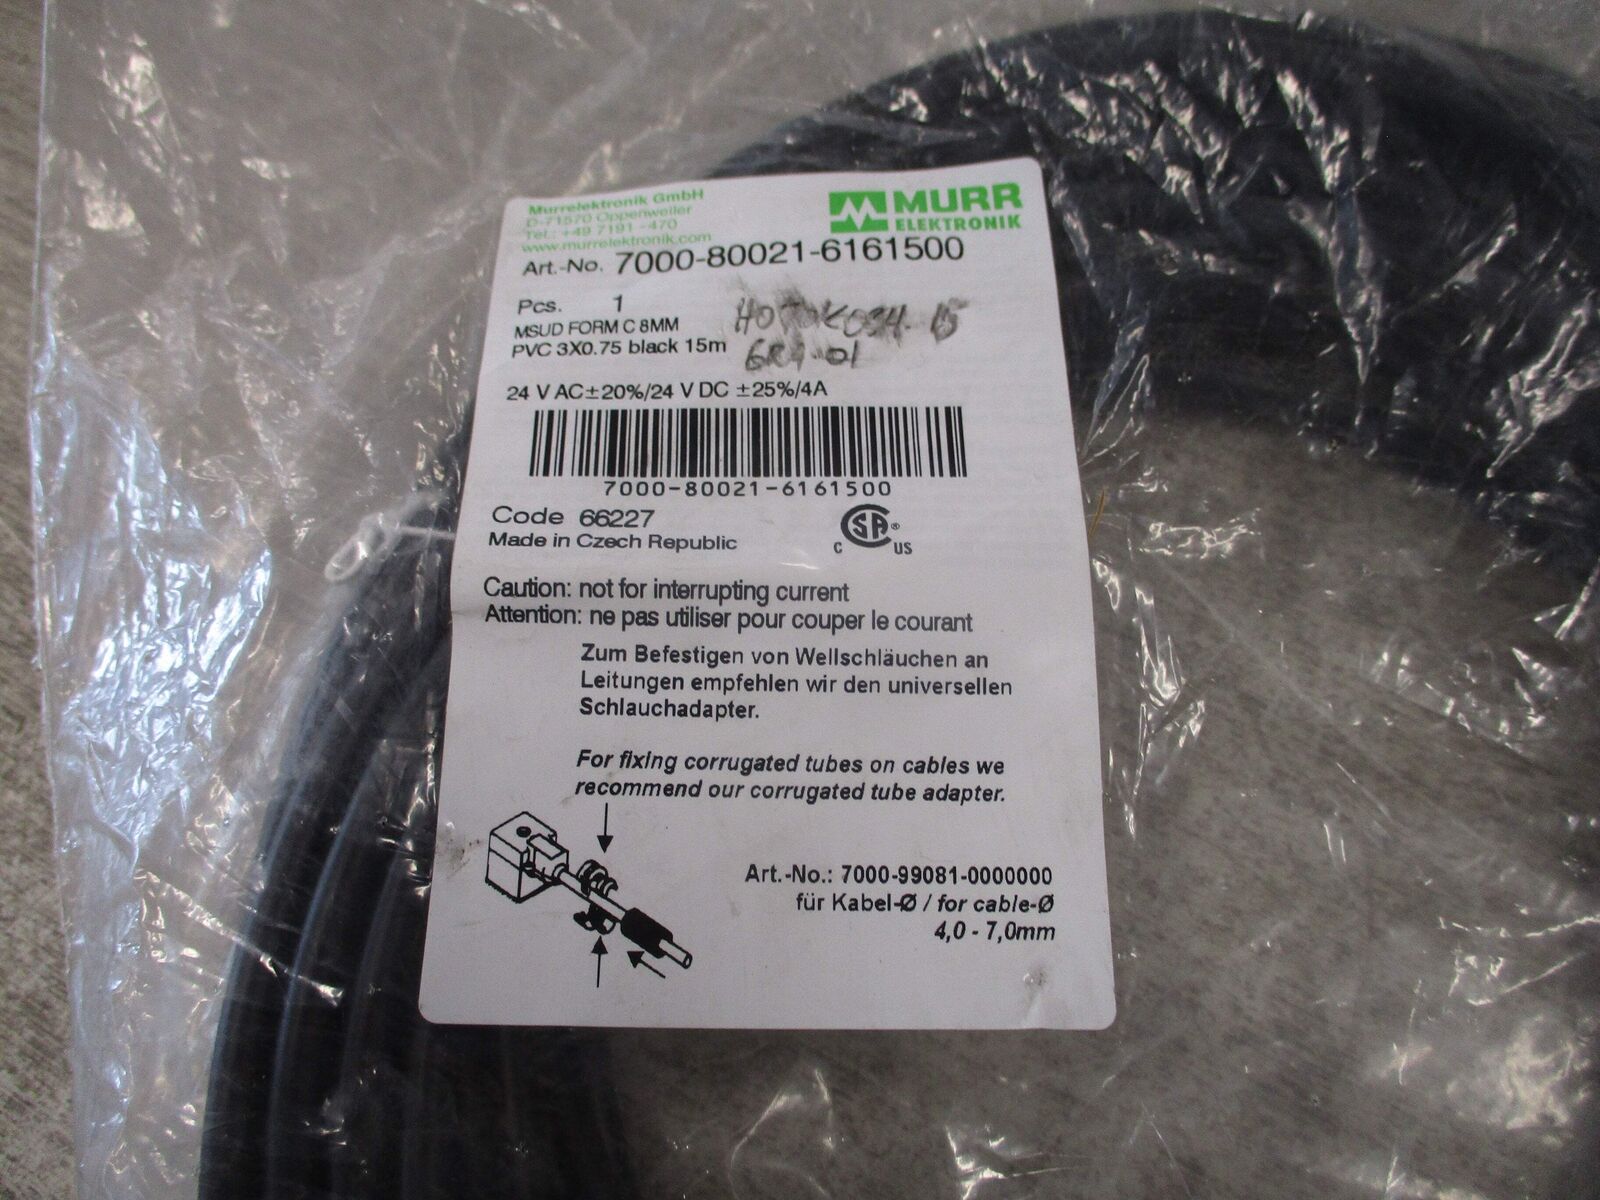 Murrelektronik GmbH
D-71570 Oppenweiler
Tel.: +49 7191 -470
www.murrelektronik.com
MURR
ELEKTRONIK
Art.-No. 7000-80021-6161500
Pcs. 1
MSUD FORM C 8MM
PVC 3X0.75 black 15m
6R4-01
24 V AC±20%/24 V DC ±25%/4A
7000-80021-6161500
Code 66227
Made in Czech Republic
C SA® C US
Caution: not for interrupting current
Attention: ne pas utiliser pour couper le courant
Zum Befestigen von Wellschläuchen an
Leitungen empfehlen wir den universellen
Schlauchadapter.
For fixing corrugated tubes on cables we
recommend our corrugated tube adapter.
Art.-No.: 7000-99081-0000000
für Kabel-Ø / for cable-Ø
4,0 - 7,0mm